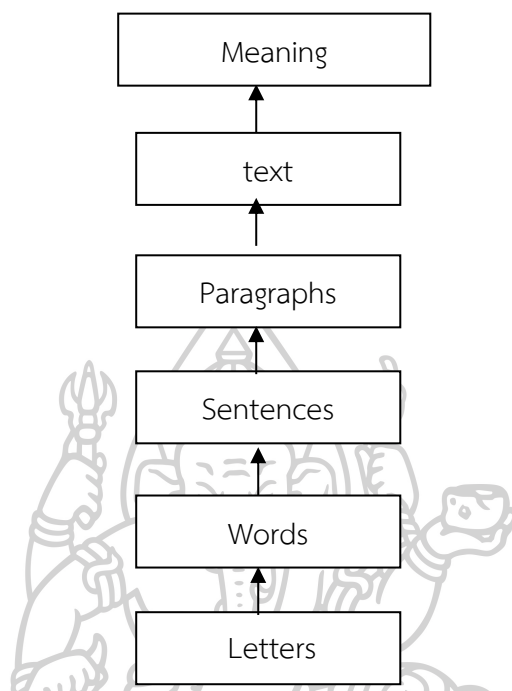 Meaning
text
Paragraphs
Sentences
Words
Letters